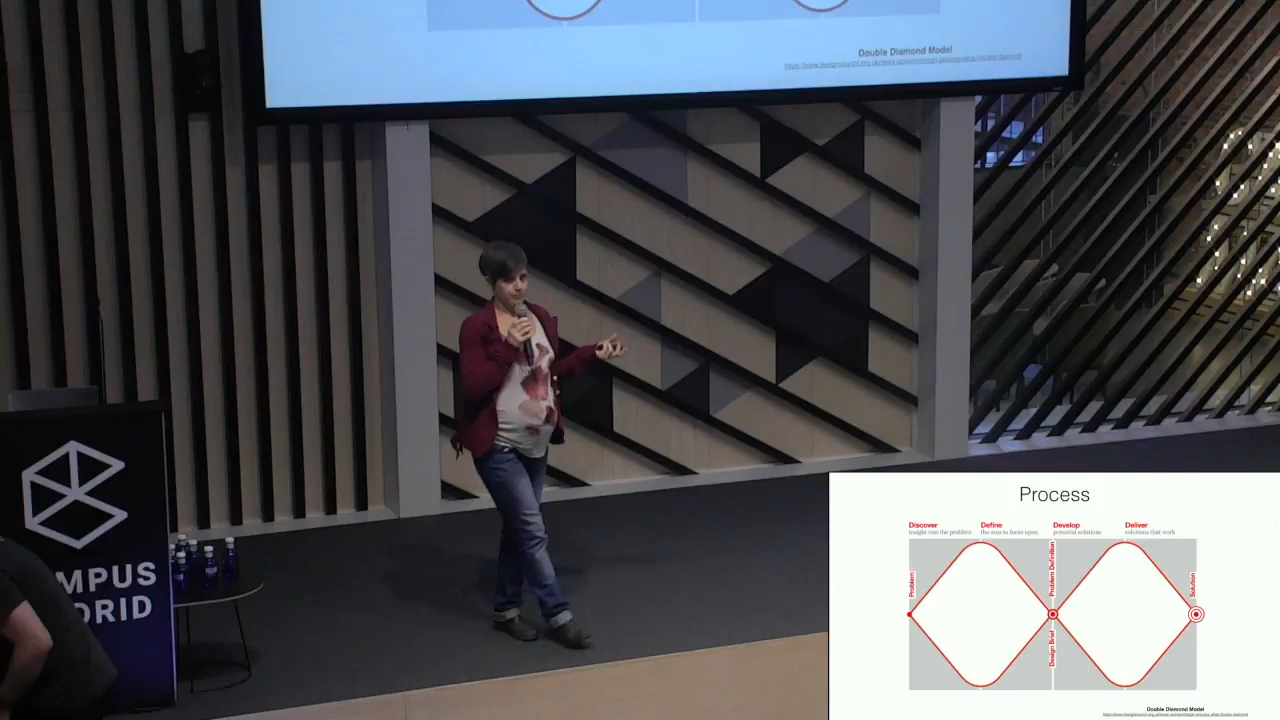 Double Diamond Model
MPUS
DRID
Process
Discover
insight into the problem
Define
the area to focus upon
Develop
potential solutions
Deliver
solutions that work
Problem
Problem Definition
Design Brief
Solution
Double Diamond Model